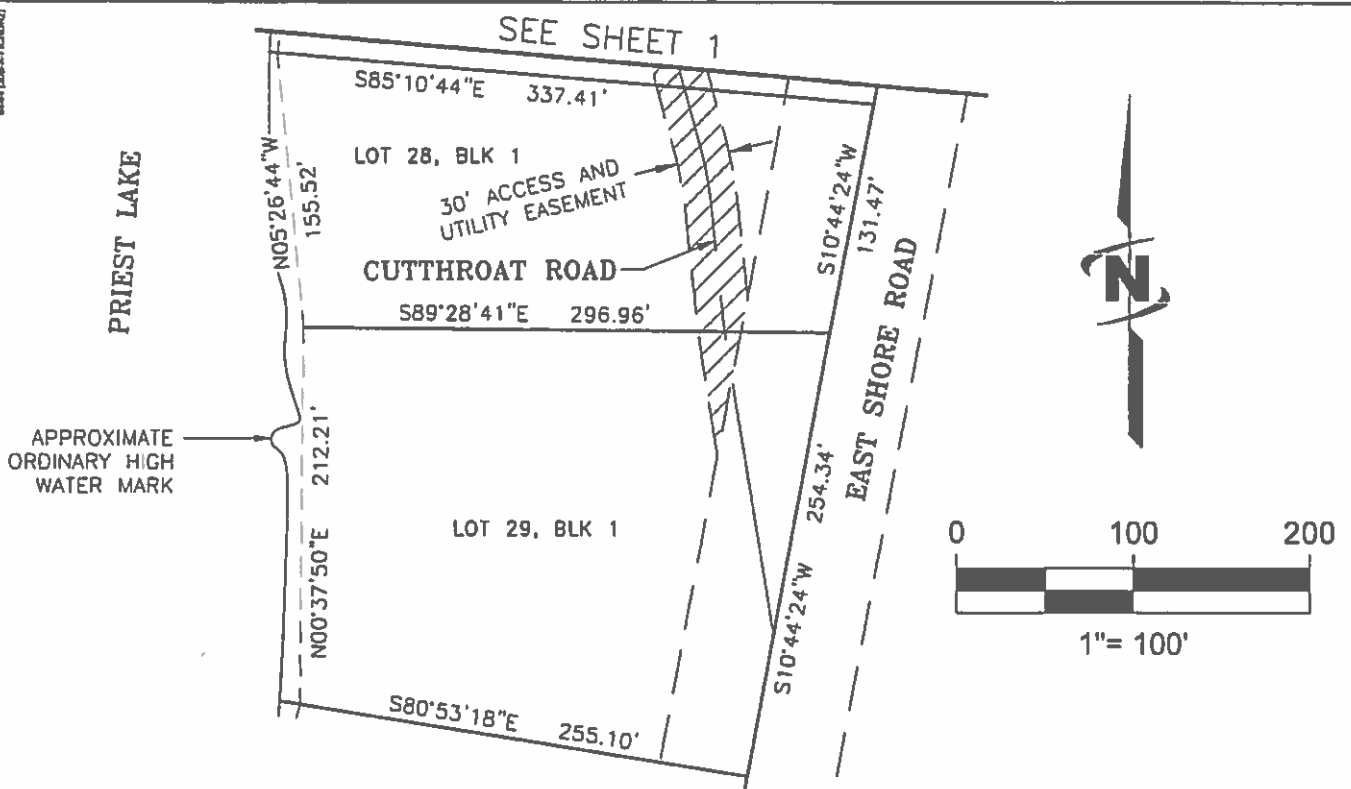 SEE SHEET 1
S85°10'44"E 337.41'
PRIEST LAKE
N05°26'44"W
155.52'
LOT 28, BLK 1
30' ACCESS AND
UTILITY EASEMENT
S10°44'24"W
131.47'
CUTTHROAT ROAD
S89°28'41"E 296.96'
EAST SHORE ROAD
N
APPROXIMATE
ORDINARY HIGH
WATER MARK
N00°37'50"E 212.21'
LOT 29, BLK 1
S10°44'24"W 254.34'
S80°53'18"E 255.10'
0 100 200
1"= 100'